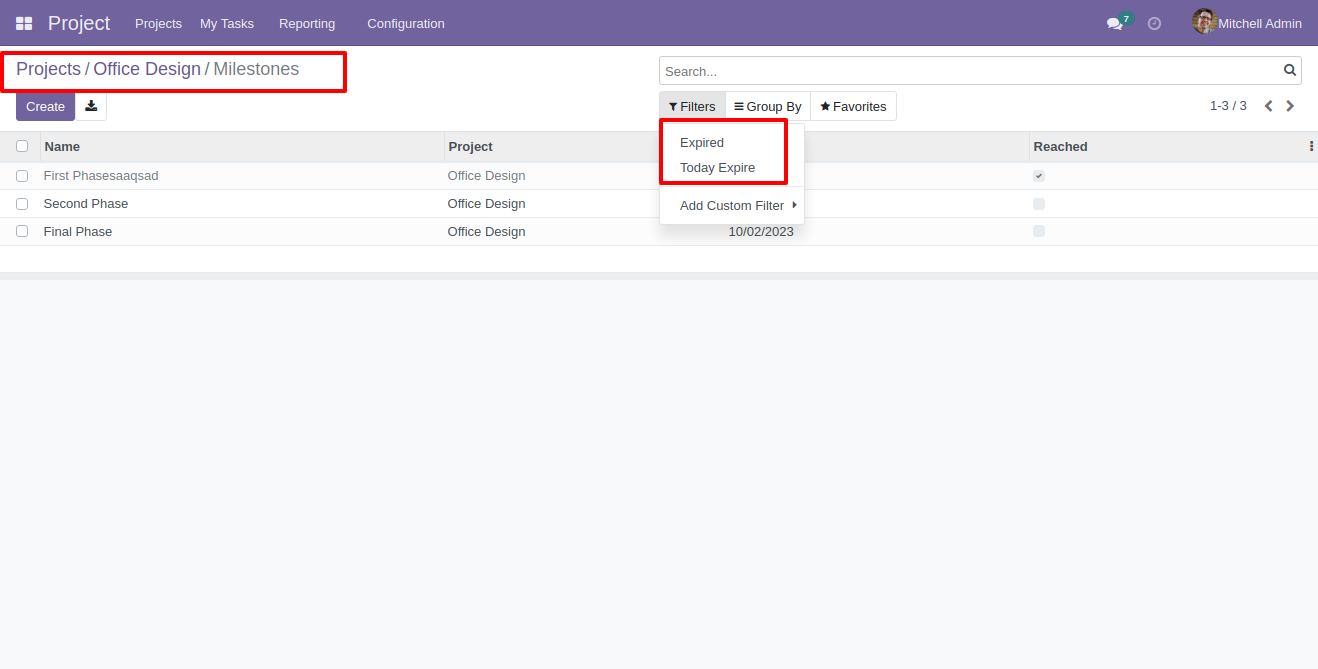 Project Projects My Tasks Reporting Configuration 7 Mitchell Admin
Projects / Office Design / Milestones
Search...
Create Filters Group By Favorites 1-3 / 3
Expired
Today Expire
Add Custom Filter
Name Project Reached
First Phasesaaqsad Office Design
Second Phase Office Design
Final Phase Office Design 10/02/2023